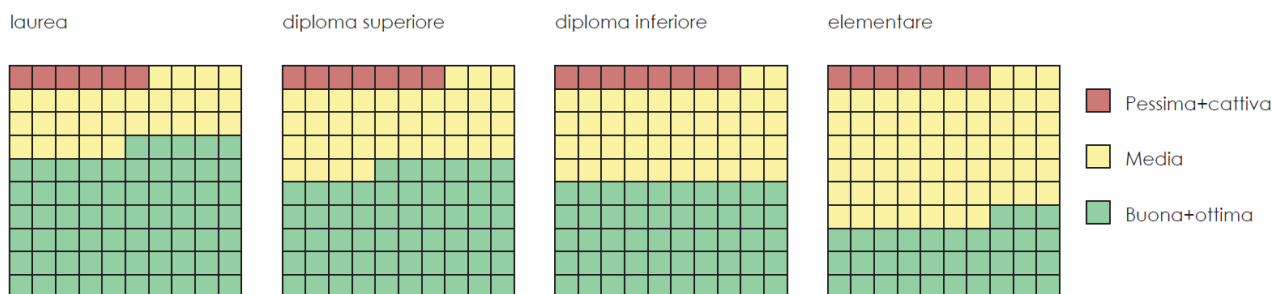 laurea
diploma superiore
diploma inferiore
elementare
Pessima+cattiva
Media
Buona+ottima